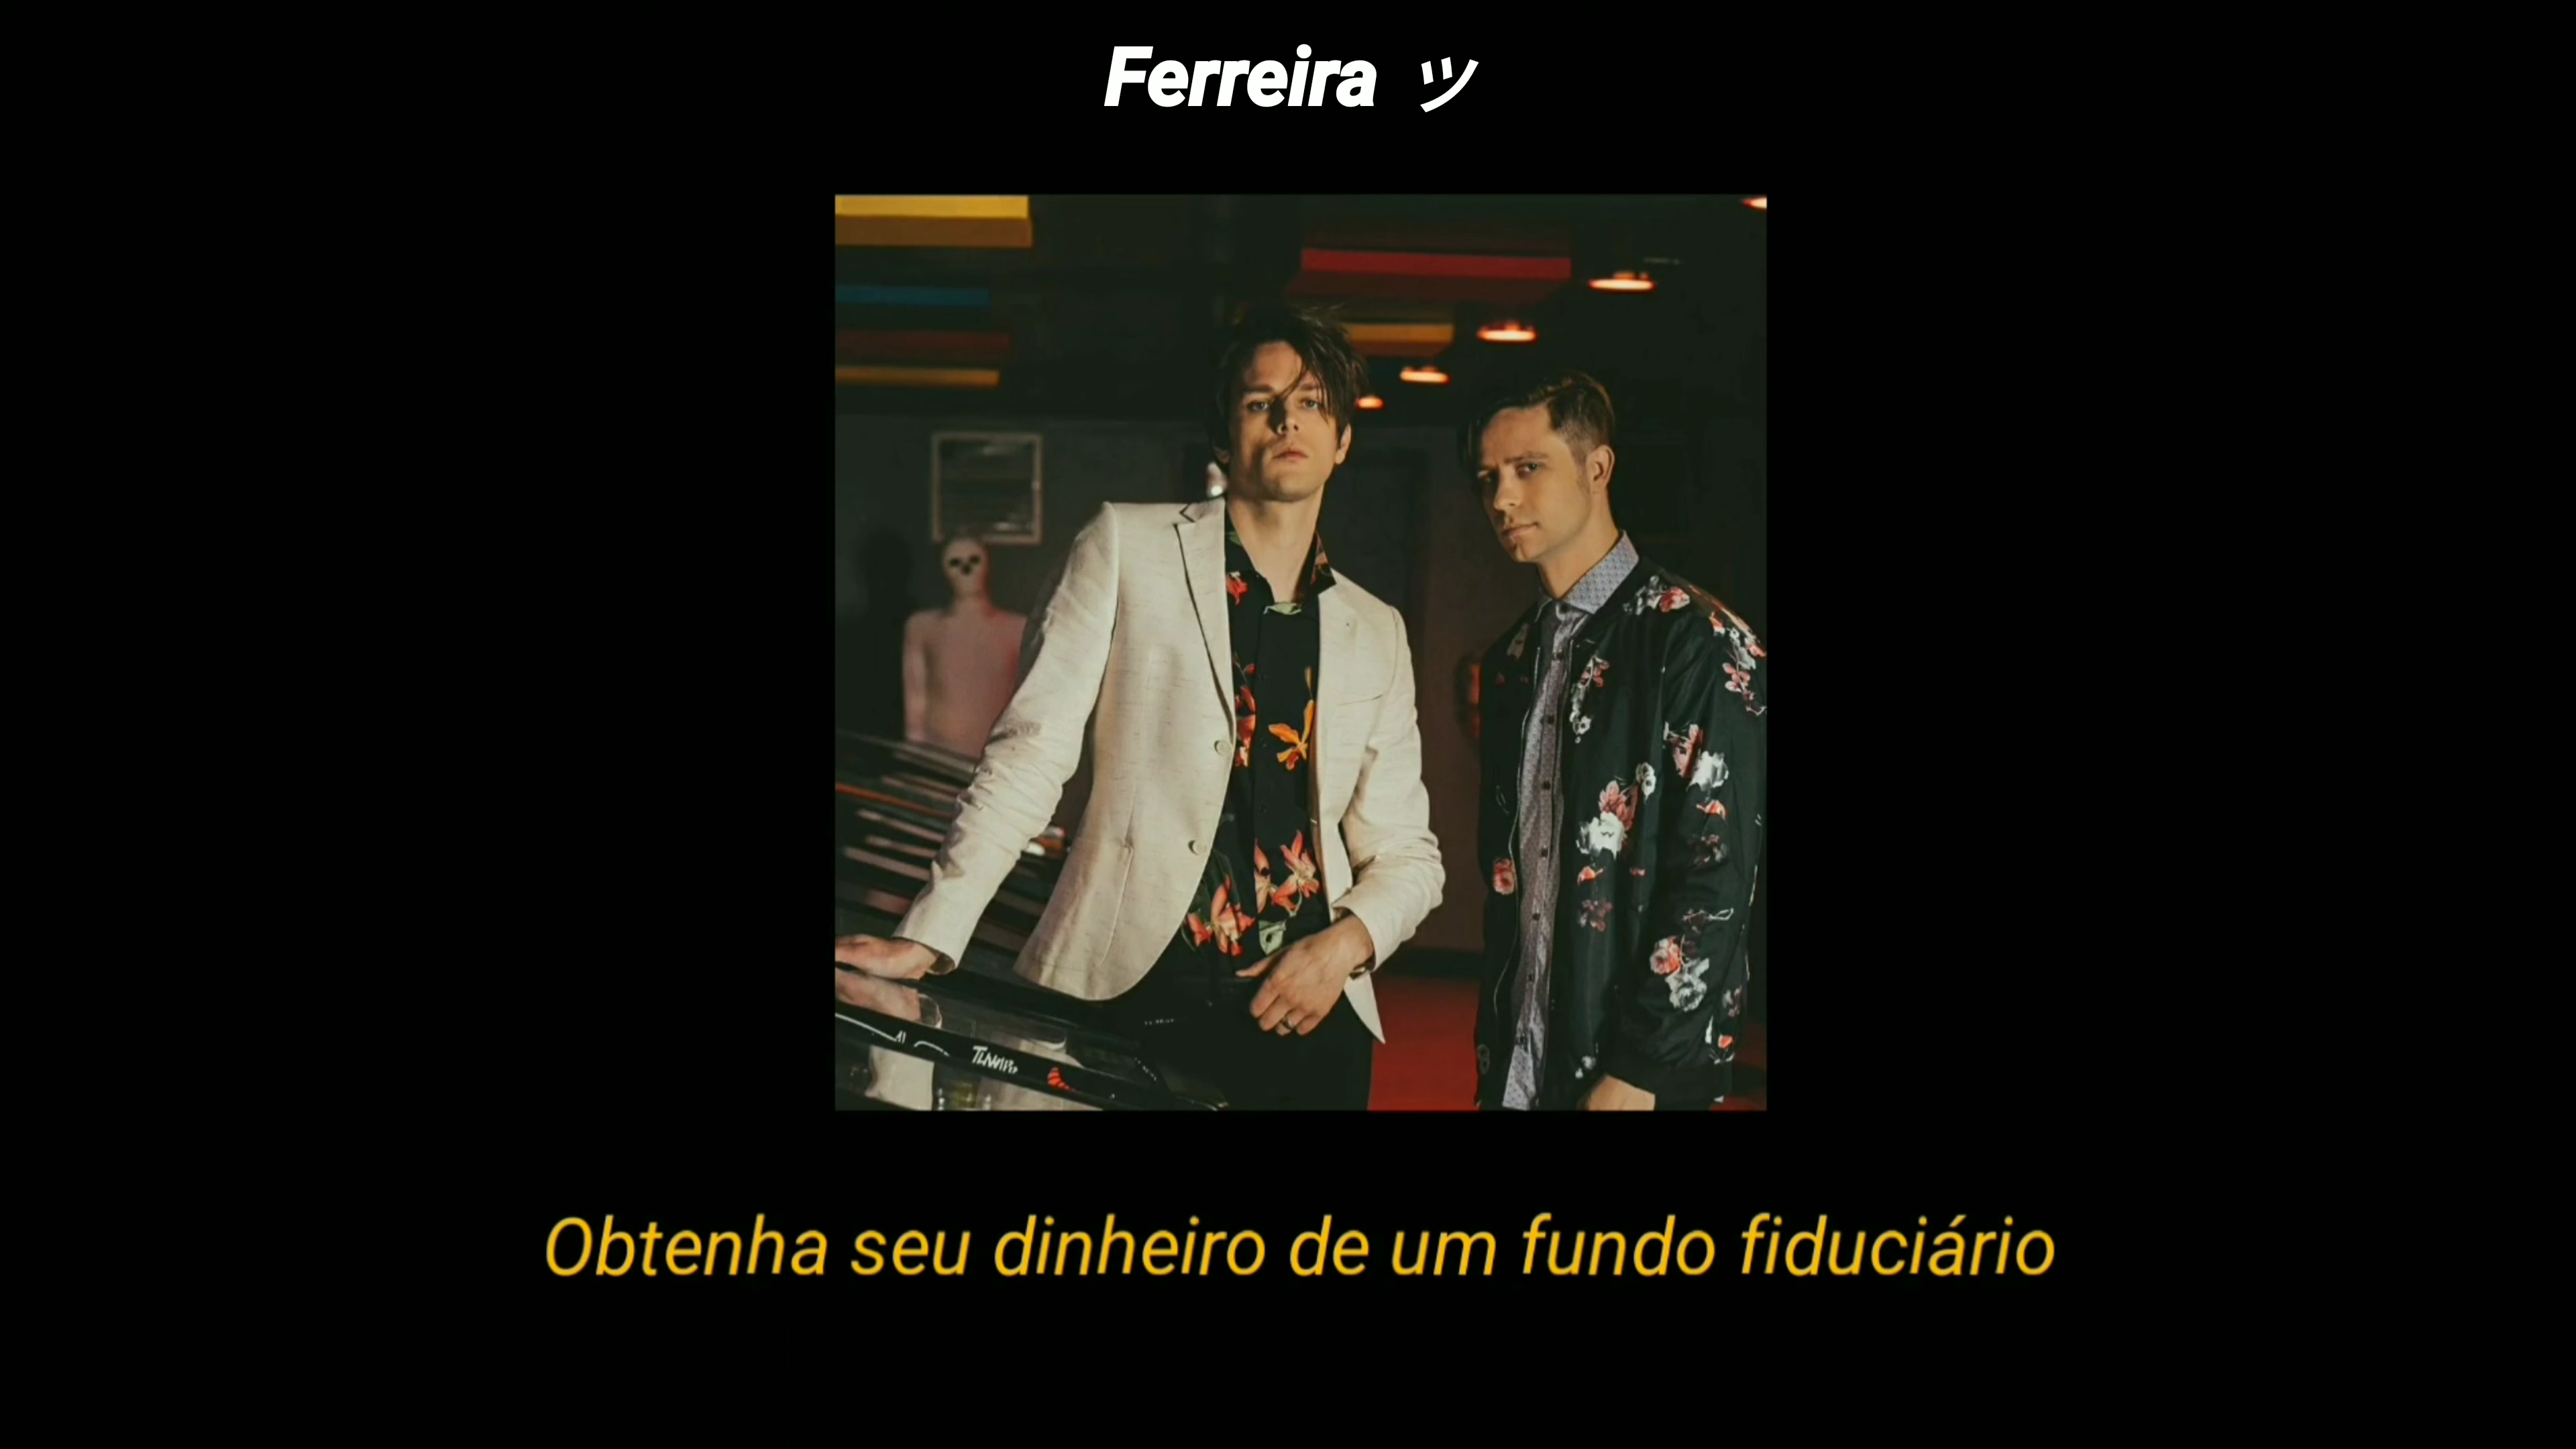 Ferreira ツ
Obtenha seu dinheiro de um fundo fiduciário